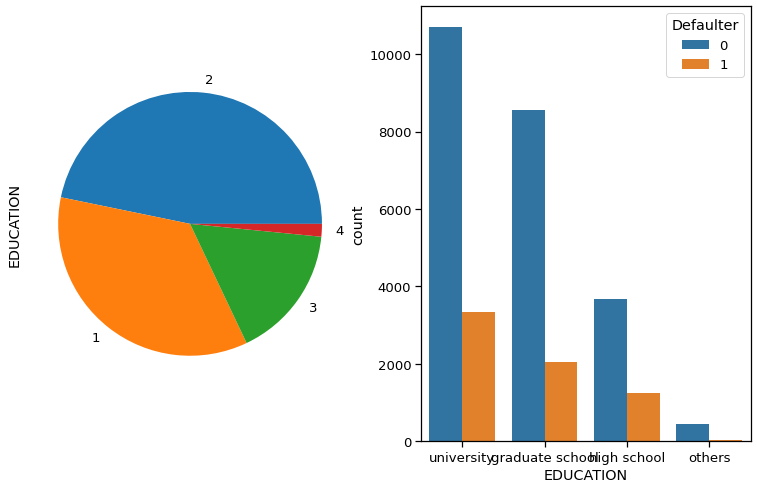 EDUCATION
2
1
3
4
count
10000
8000
6000
4000
2000
0
Defaulter
0
1
university
graduate school
high school
others
EDUCATION